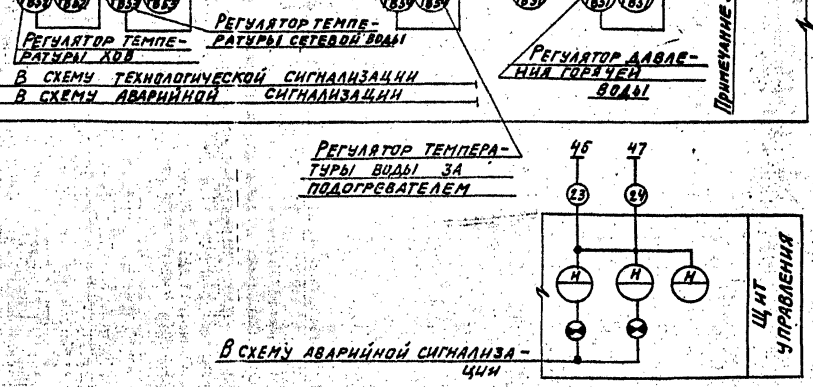 РЕГУЛЯТОР ТЕМПЕ-
РАТУРЫ СЕТЕВОЙ ВОДЫ
РЕГУЛЯТОР ТЕМПЕ-
РАТУРЫ ХОВ
РЕГУЛЯТОР ДАВЛЕ-
НИЯ ГОРЯЧЕЙ
ВОДЫ
ПРИМЕЧАНИЕ
В СХЕМУ ТЕХНОЛОГИЧЕСКОЙ СИГНАЛИЗАЦИИ
В СХЕМУ АВАРИЙНОЙ СИГНАЛИЗАЦИИ
РЕГУЛЯТОР ТЕМПЕРА-
ТУРЫ ВОДЫ ЗА
ПОДОГРЕВАТЕЛЕМ
46 47
23 24
Н Н Н
ЩИТ
УПРАВЛЕНИЯ
В СХЕМУ АВАРИЙНОЙ СИГНАЛИЗА-
ЦИИ